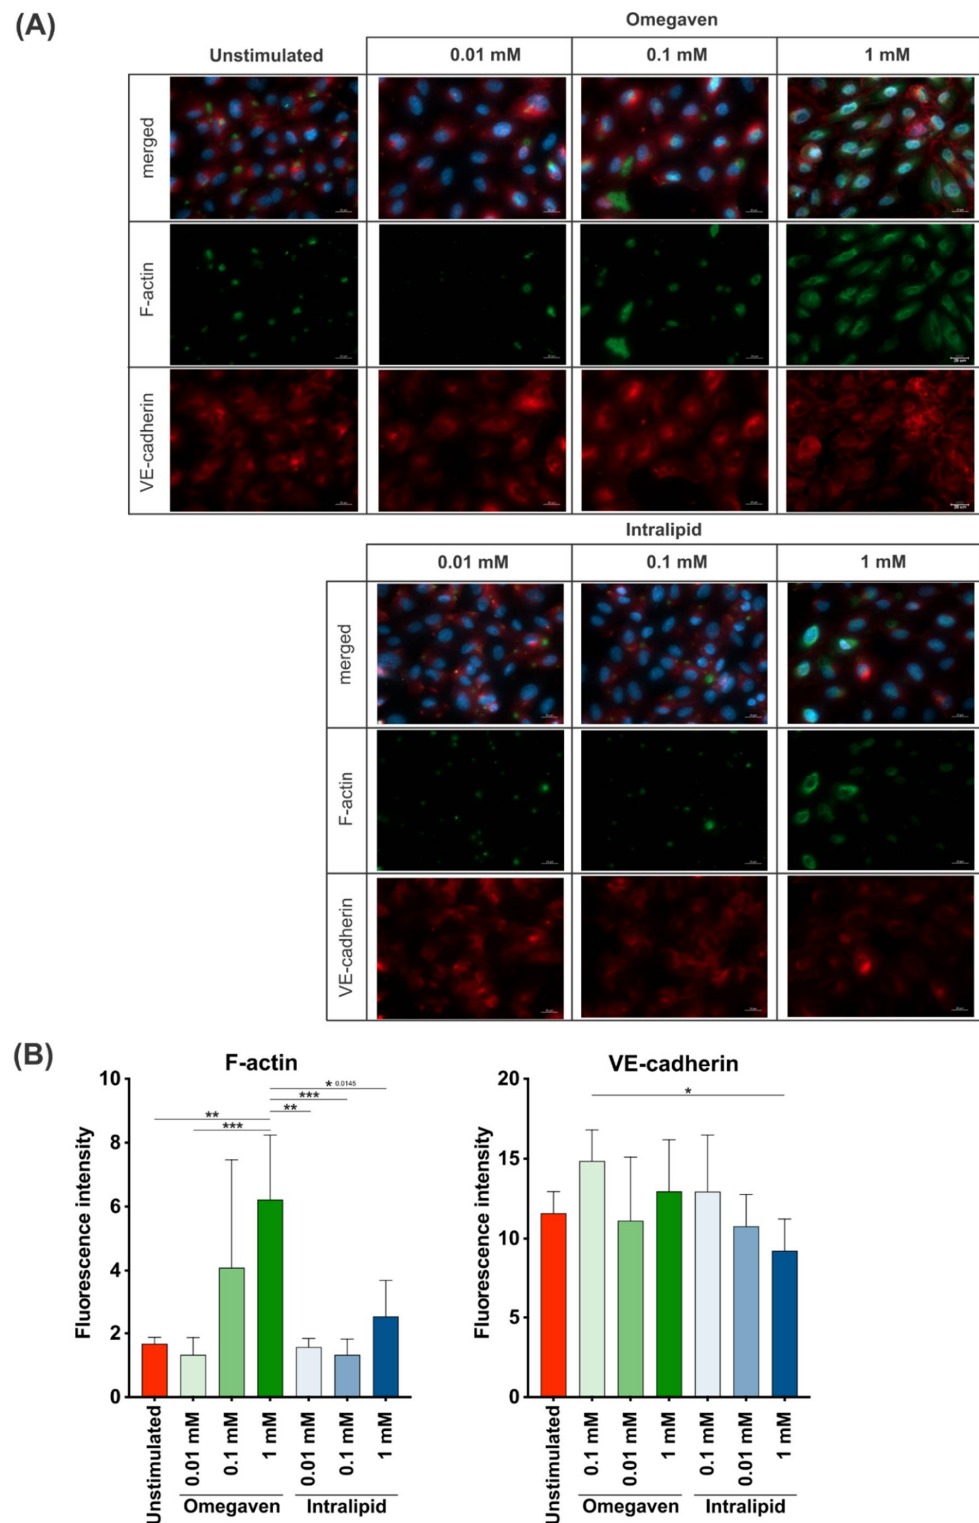 (A)
Omegaven
Unstimulated 0.01 mM 0.1 mM 1 mM
merged
F-actin
VE-cadherin
Intralipid
0.01 mM 0.1 mM 1 mM
merged
F-actin
VE-cadherin
(B)
F-actin
Fluorescence intensity
10
8
6
4
2
0
* 0.0145
***
**
**
***
Unstimulated
0.01 mM
0.1 mM
1 mM
0.01 mM
0.1 mM
1 mM
Omegaven Intralipid
VE-cadherin
Fluorescence intensity
20
15
10
5
0
*
Unstimulated
0.1 mM
0.01 mM
1 mM
0.1 mM
0.01 mM
1 mM
Omegaven Intralipid